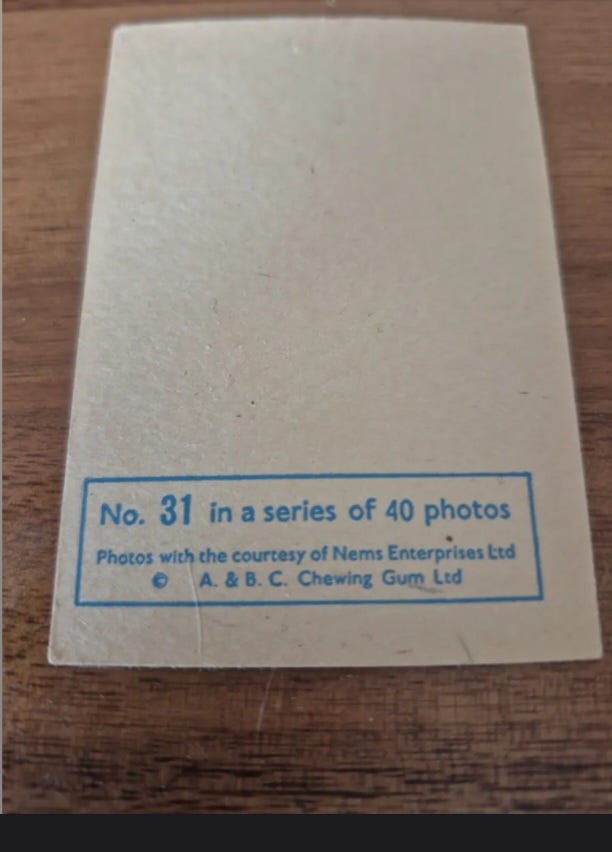 No. 31 in a series of 40 photos
Photos with the courtesy of Nems Enterprises Ltd
© A. & B. C. Chewing Gum Ltd